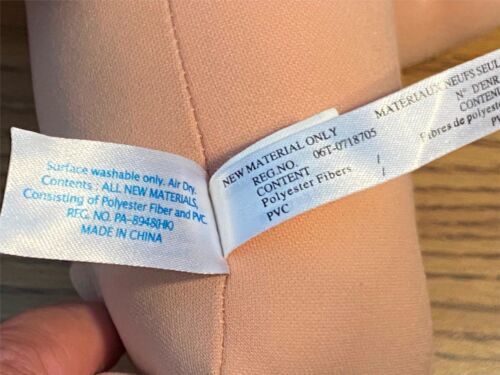 Surface washable only. Air Dry.
Contents : ALL NEW MATERIALS,
Consisting of Polyester Fiber and PVC.
REG. NO. PA-8948(HK)
MADE IN CHINA
NEW MATERIAL ONLY
REG.NO. 06T-0718705
CONTENT
Polyester Fibers
PVC
MATERIAUX NEUFS SEUL
N° D'ENR
CONTENU
Fibres de polyester